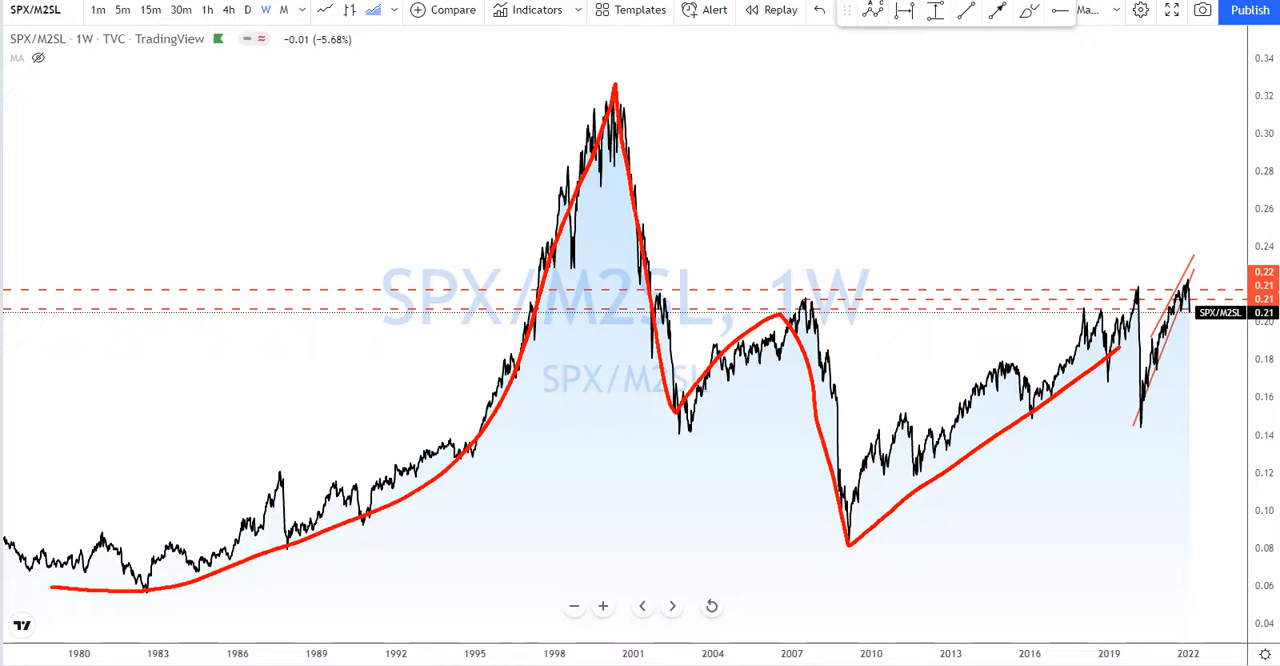 SPX/M2SL 1m 5m 15m 30m 1h 4h D W M Compare Indicators Templates Alert Replay Ma... Publish
SPX/M2SL · 1W · TVC · TradingView -0.01 (-5.68%)
MA
0.34
0.32
0.30
0.28
0.26
0.24
0.22
0.21
0.21
SPX/M2SL 0.21
0.20
0.18
0.16
0.14
0.12
0.10
0.08
0.06
0.04
SPX/M2SL, 1W
SPX/M2SL
1980 1983 1986 1989 1992 1995 1998 2001 2004 2007 2010 2013 2016 2019 2022